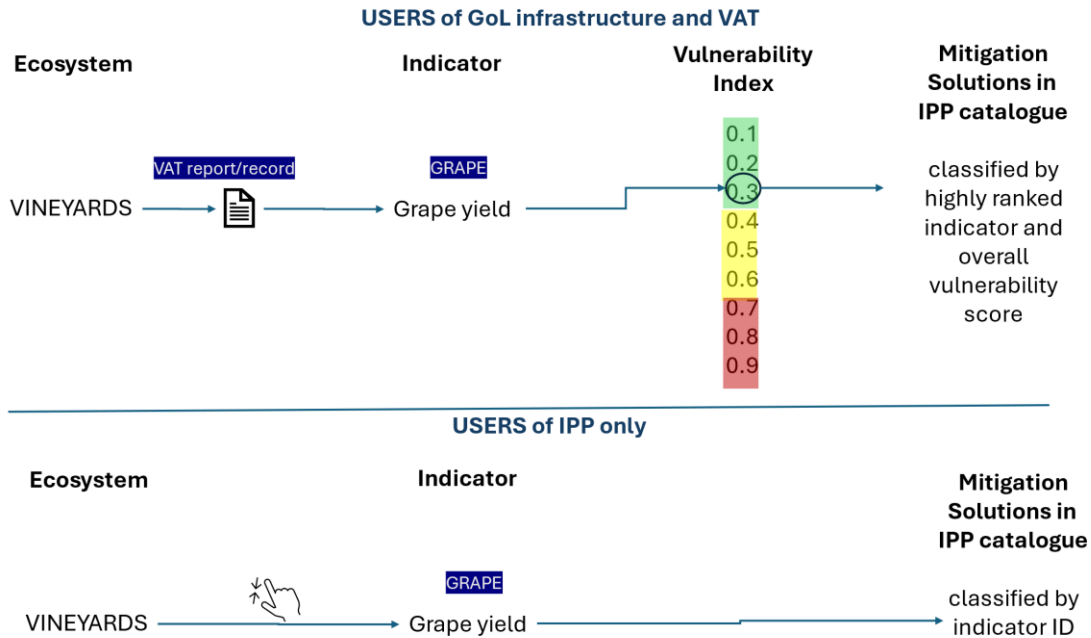 USERS of GoL infrastructure and VAT
Ecosystem
Indicator
Vulnerability
Index
Mitigation
Solutions in
IPP catalogue
VAT report/record
GRAPE
VINEYARDS
Grape yield
0.1
0.2
0.3
0.4
0.5
0.6
0.7
0.8
0.9
classified by
highly ranked
indicator and
overall
vulnerability
score
USERS of IPP only
Ecosystem
Indicator
Mitigation
Solutions in
IPP catalogue
GRAPE
VINEYARDS
Grape yield
classified by
indicator ID